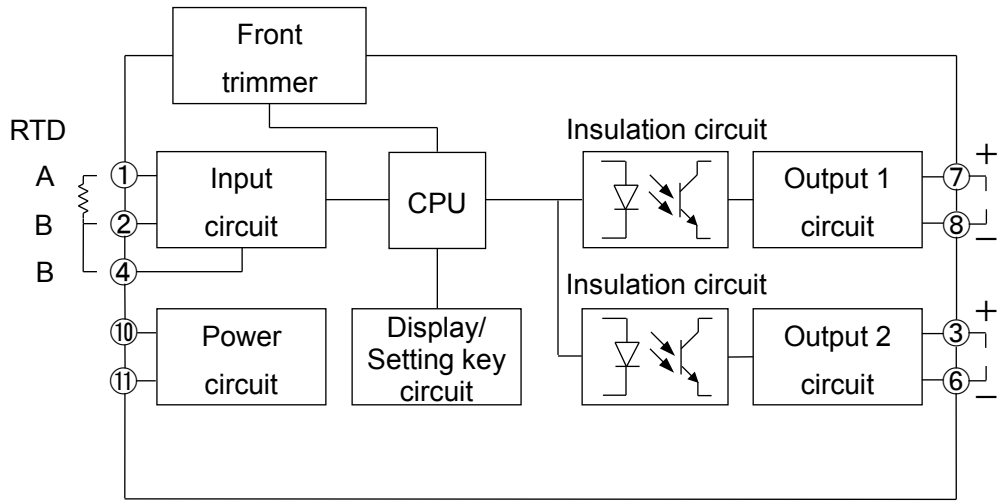 Front
trimmer
RTD
Insulation circuit
A
①
Input
circuit
CPU
Output 1
circuit
⑦
+
B
②
⑧
−
B
④
Insulation circuit
⑩
Power
circuit
Display/
Setting key
circuit
Output 2
circuit
③
+
⑪
⑥
−